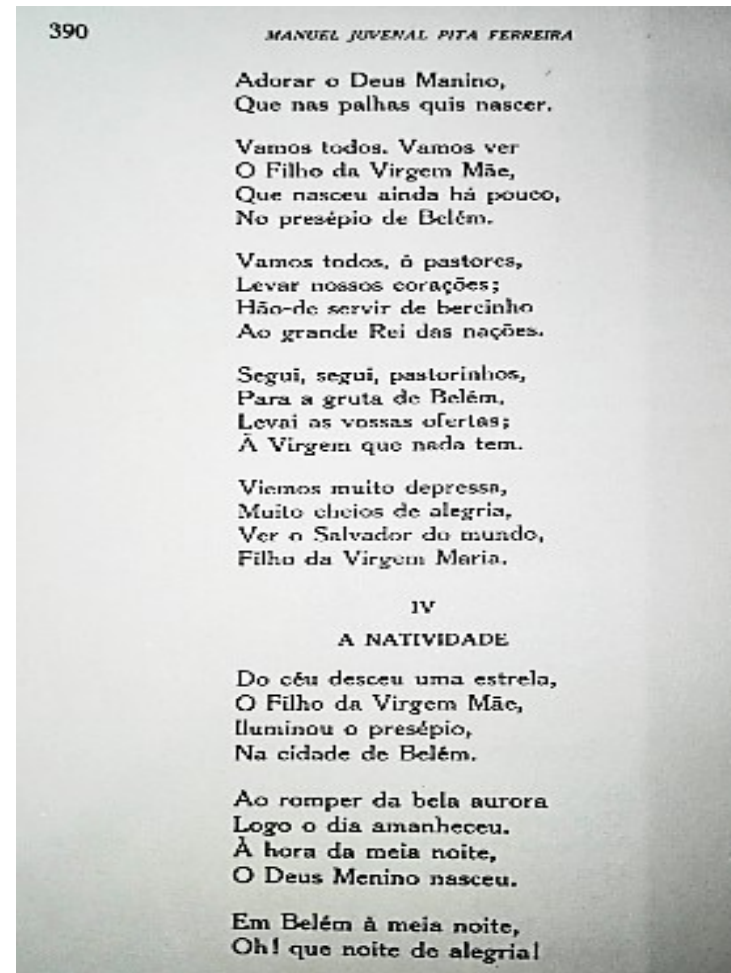 390
MANUEL JUVENAL PITA FERREIRA
Adorar o Deus Manino,
Que nas palhas quis nascer.
Vamos todos. Vamos ver
O Filho da Virgem Mãe,
Que nasceu ainda há pouco,
No presépio de Belém.
Vamos todos, ó pastores,
Levar nossos corações;
Hão-de servir de bercinho
Ao grande Rei das nações.
Segui, segui, pastorinhos,
Para a gruta de Belém,
Levai as vossas ofertas;
À Virgem que nada tem.
Viemos muito depressa,
Muito cheios de alegria,
Ver o Salvador do mundo,
Filho da Virgem Maria.
IV
A NATIVIDADE
Do céu desceu uma estrela,
O Filho da Virgem Mãe,
Iluminou o presépio,
Na cidade de Belém.
Ao romper da bela aurora
Logo o dia amanheceu.
À hora da meia noite,
O Deus Menino nasceu.
Em Belém à meia noite,
Oh! que noite de alegria!